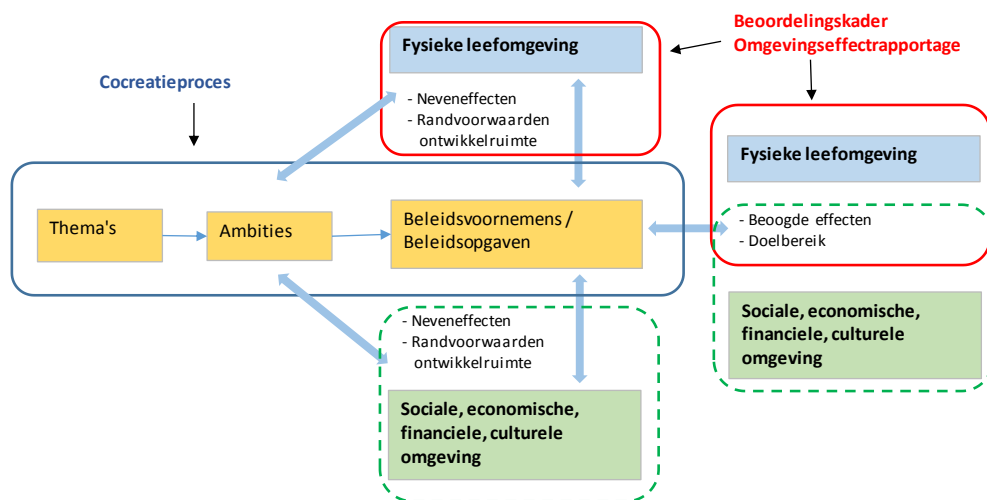 Beoordelingskader
Omgevingseffectrapportage
Fysieke leefomgeving
- Neveneffecten
- Randvoorwaarden
ontwikkelruimte
Cocreatieproces
Thema's
Ambities
Beleidsvoornemens /
Beleidsopgaven
Fysieke leefomgeving
- Beoogde effecten
- Doelbereik
Sociale, economische,
financiele, culturele
omgeving
- Neveneffecten
- Randvoorwaarden
ontwikkelruimte
Sociale, economische,
financiele, culturele
omgeving